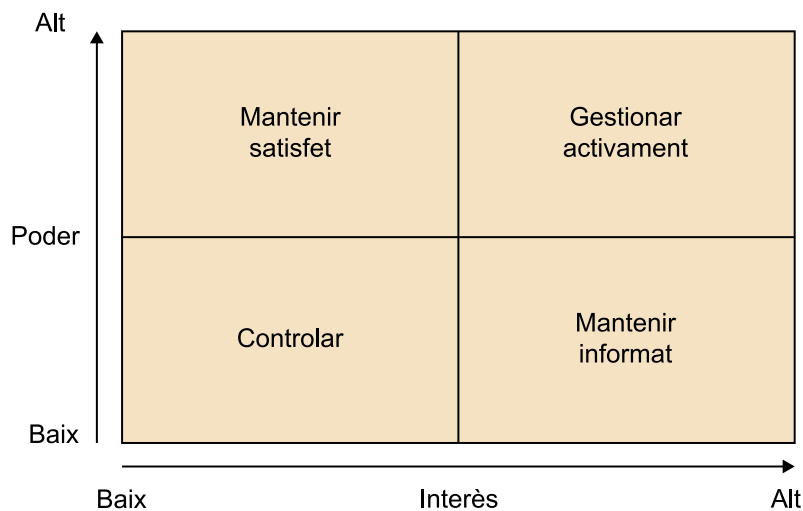 Alt
Mantenir
satisfet
Gestionar
activament
Poder
Controlar
Mantenir
informat
Baix
Baix
Interès
Alt